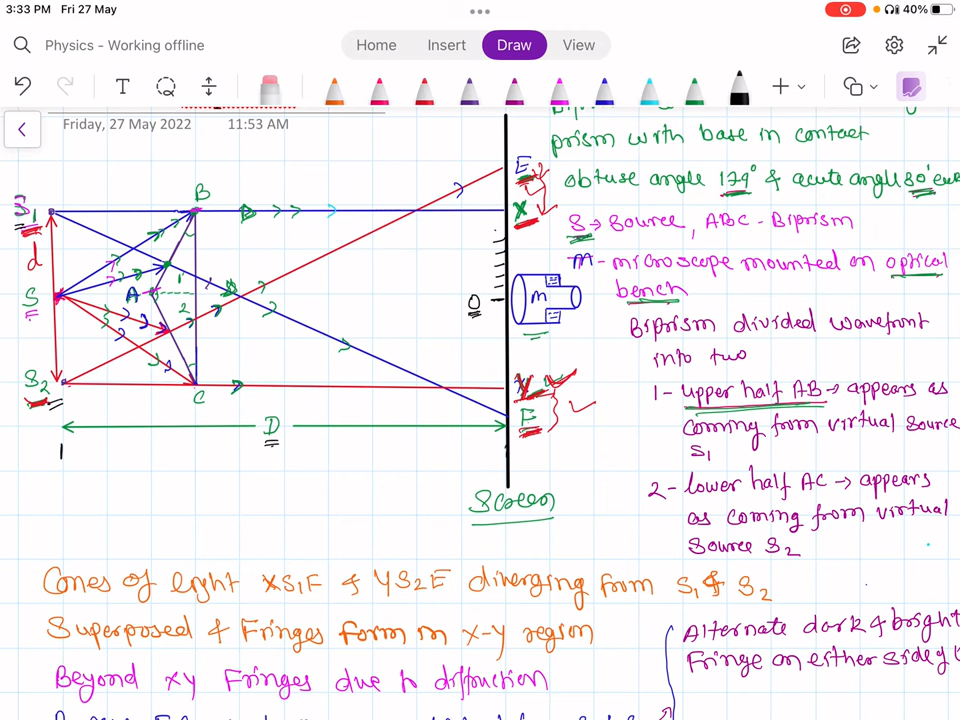 3:33 PM Fri 27 May
40%
Physics - Working offline
Home Insert Draw View
Friday, 27 May 2022 11:53 AM
prism with base in contact
obtuse angle 179° & acute angle 30'
S → Source, ABC - Biprism
m - microscope mounted on optical
bench
Biprism divided wavefront
into two
1 - upper half AB → appears as
coming from virtual source
S1
2 - lower half AC → appears
as coming from virtual
Source S2
S1
B
E
X
d
S
A
1
2
O
m
S2
C
Y
F
D
Screen
Cones of light XS1F & YS2E diverging from S1 & S2
Superposed & Fringes form in X-Y region
Beyond XY Fringes due to diffraction
Alternate dark & bright
Fringe on either side of